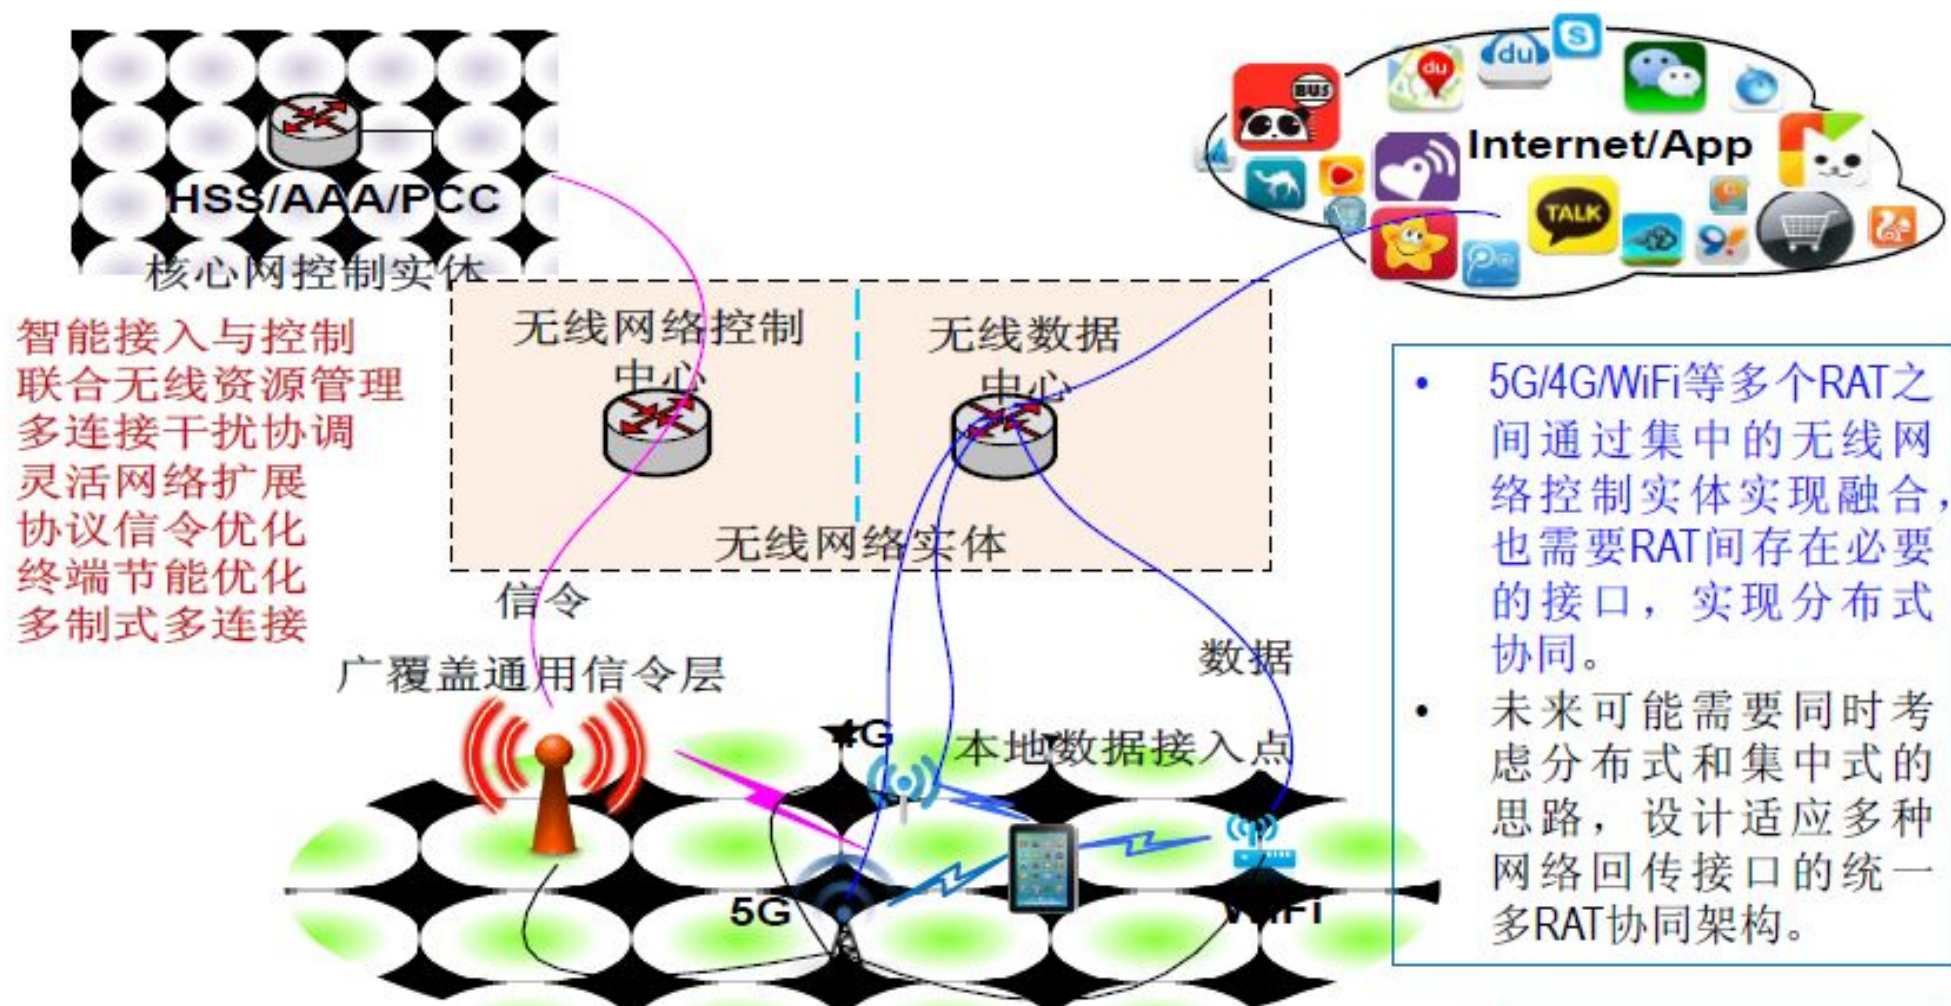 BUS
du
du
Internet/App
TALK
HSS/AAA/PCC
核心网控制实体
智能接入与控制
联合无线资源管理
多连接干扰协调
灵活网络扩展
协议信令优化
终端节能优化
多制式多连接
无线网络控制
中心
无线数据
中心
无线网络实体
信令
数据
广覆盖通用信令层
4G
本地数据接入点
5G
WiFi
• 5G/4G/WiFi等多个RAT之
间通过集中的无线网
络控制实体实现融合，
也需要RAT间存在必要
的接口，实现分布式
协同。
• 未来可能需要同时考
虑分布式和集中式的
思路，设计适应多种
网络回传接口的统一
多RAT协同架构。